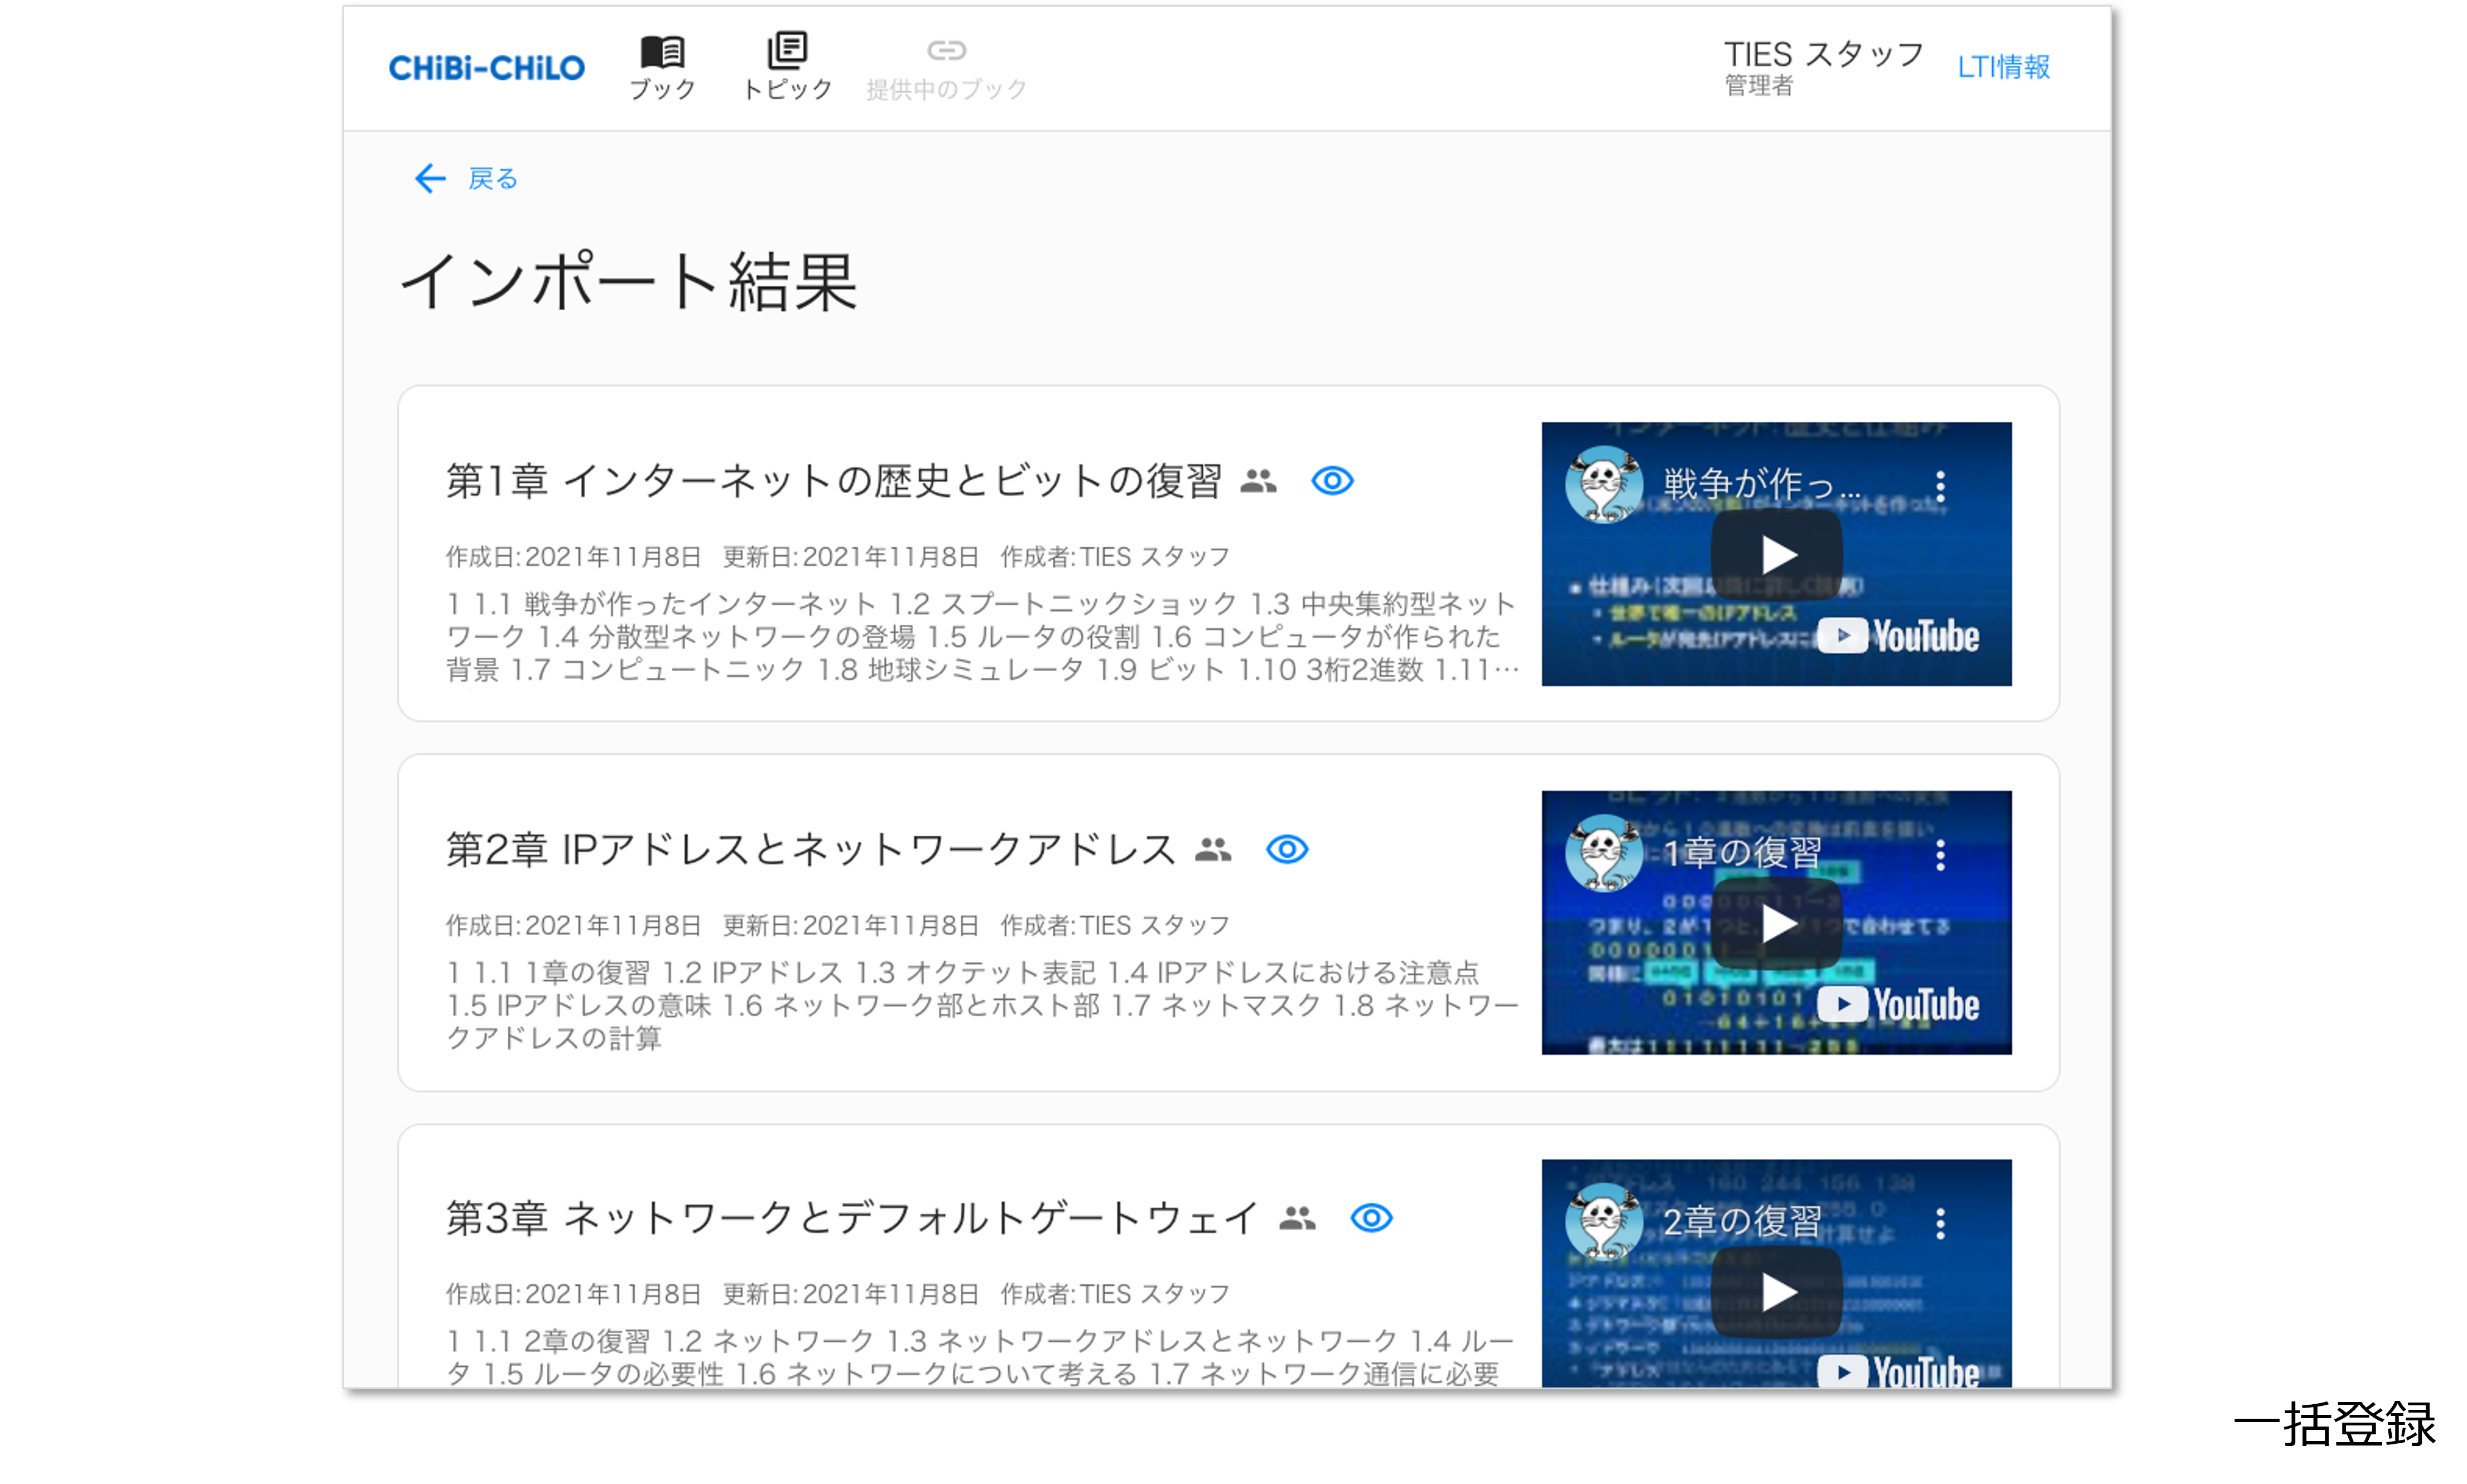 CHiBi-CHiLO
ブック
トピック
提供中のブック
TIES スタッフ
管理者
LTI情報
戻る
インポート結果
第1章 インターネットの歴史とビットの復習
作成日:2021年11月8日 更新日:2021年11月8日 作成者:TIES スタッフ
1 1.1 戦争が作ったインターネット 1.2 スプートニックショック 1.3 中央集約型ネット
ワーク 1.4 分散型ネットワークの登場 1.5 ルータの役割 1.6 コンピュータが作られた
背景 1.7 コンピュートニック 1.8 地球シミュレータ 1.9 ビット 1.10 3桁2進数 1.11…
戦争が作っ...
YouTube
第2章 IPアドレスとネットワークアドレス
作成日:2021年11月8日 更新日:2021年11月8日 作成者:TIES スタッフ
1 1.1 1章の復習 1.2 IPアドレス 1.3 オクテット表記 1.4 IPアドレスにおける注意点
1.5 IPアドレスの意味 1.6 ネットワーク部とホスト部 1.7 ネットマスク 1.8 ネットワー
クアドレスの計算
1章の復習
YouTube
第3章 ネットワークとデフォルトゲートウェイ
作成日:2021年11月8日 更新日:2021年11月8日 作成者:TIES スタッフ
1 1.1 2章の復習 1.2 ネットワーク 1.3 ネットワークアドレスとネットワーク 1.4 ルー
タ 1.5 ルータの必要性 1.6 ネットワークについて考える 1.7 ネットワーク通信に必要
2章の復習
YouTube
一括登録